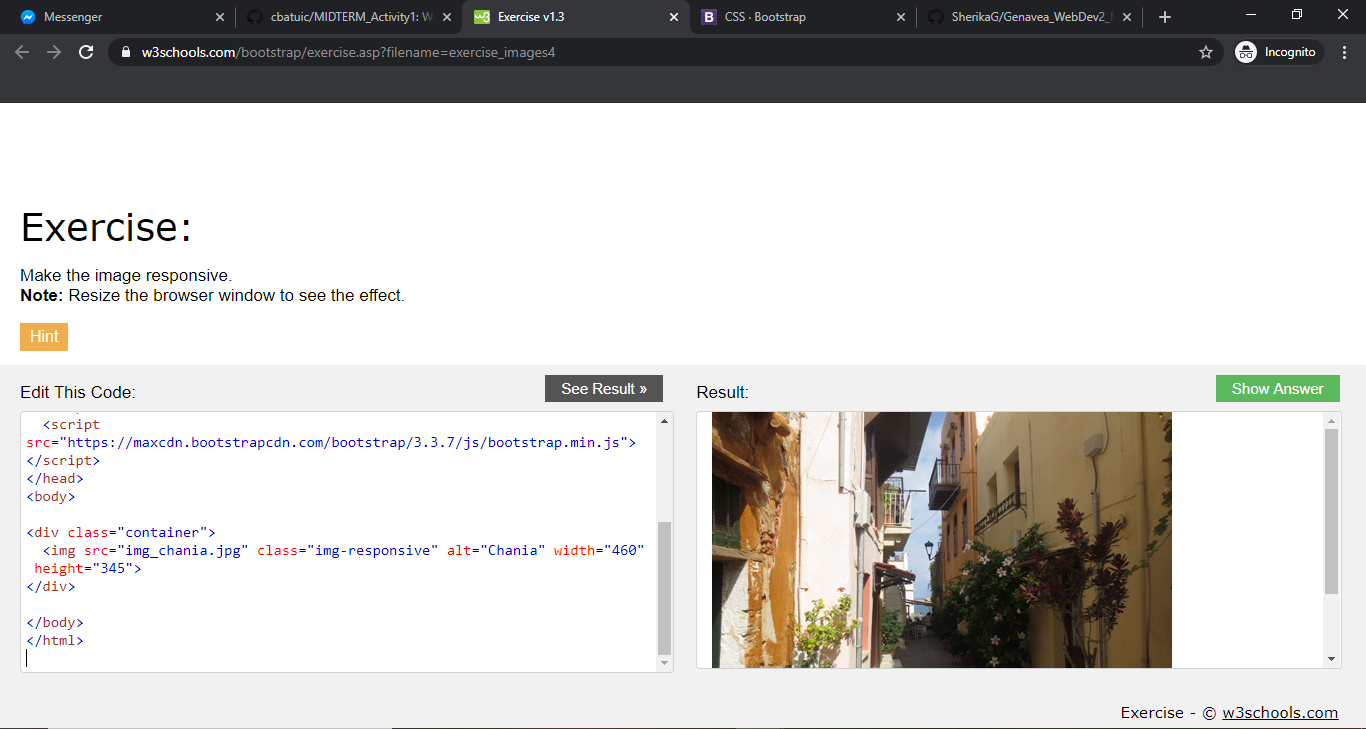 Messenger
cbatuic/MIDTERM_Activity1: W
Exercise v1.3
CSS · Bootstrap
SherikaG/Genavea_WebDev2_
w3schools.com/bootstrap/exercise.asp?filename=exercise_images4
Incognito
Exercise:
Make the image responsive.
Note: Resize the browser window to see the effect.
Hint
Edit This Code:
See Result »
Result:
Show Answer
<script
src="https://maxcdn.bootstrapcdn.com/bootstrap/3.3.7/js/bootstrap.min.js">
</script>
</head>
<body>
<div class="container">
<img src="img_chania.jpg" class="img-responsive" alt="Chania" width="460"
height="345">
</div>
</body>
</html>
Exercise - © w3schools.com